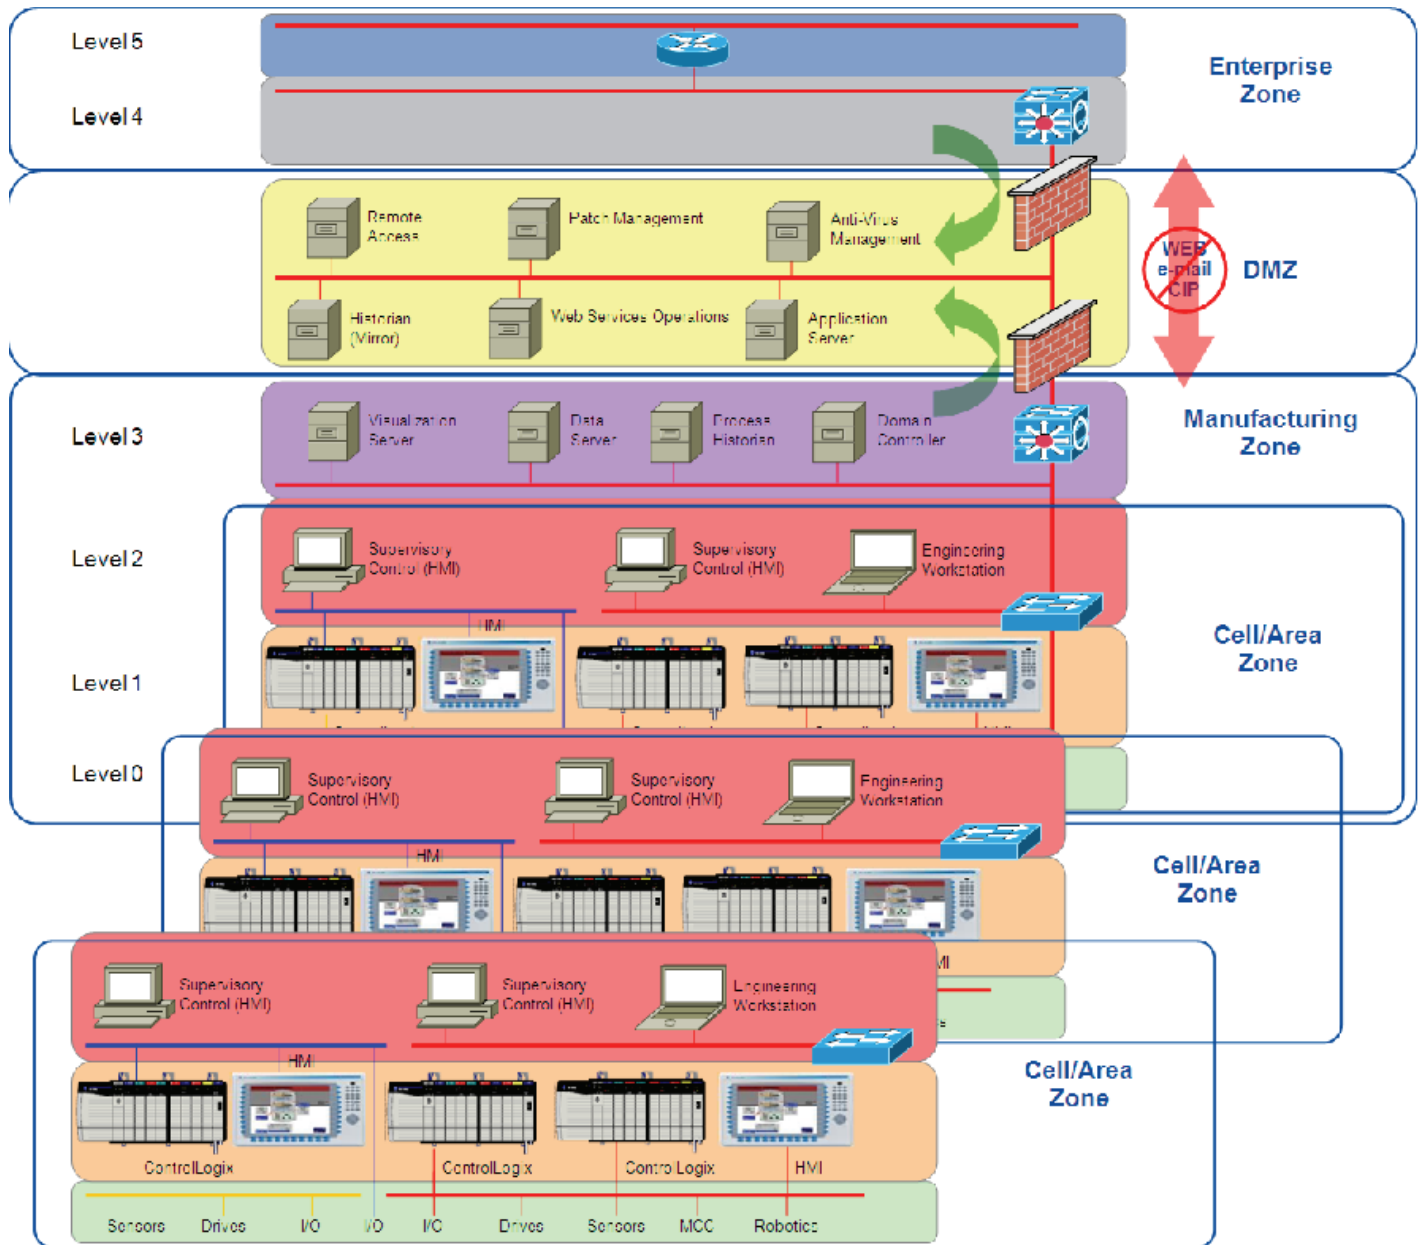 Level 5
Enterprise
Zone
Level 4
Remote
Access
Patch Management
Anti-Virus
Management
WEB
e-mail
CIP
DMZ
Historian
(Mirror)
Web Services Operations
Application
Server
Level 3
Visualization
Server
Data
Server
Process
Historian
Domain
Controller
Manufacturing
Zone
Level 2
Supervisory
Control (HMI)
Supervisory
Control (HMI)
Engineering
Workstation
HMI
Cell/Area
Zone
Level 1
Level 0
Supervisory
Control (HMI)
Supervisory
Control (HMI)
Engineering
Workstation
HMI
Cell/Area
Zone
Supervisory
Control (HMI)
Supervisory
Control (HMI)
Engineering
Workstation
HMI
Cell/Area
Zone
ControlLogix
ControlLogix
ControlLogix
HMI
Sensors
Drives
I/O
I/O
I/O
Drives
Sensors
MCC
Robotics